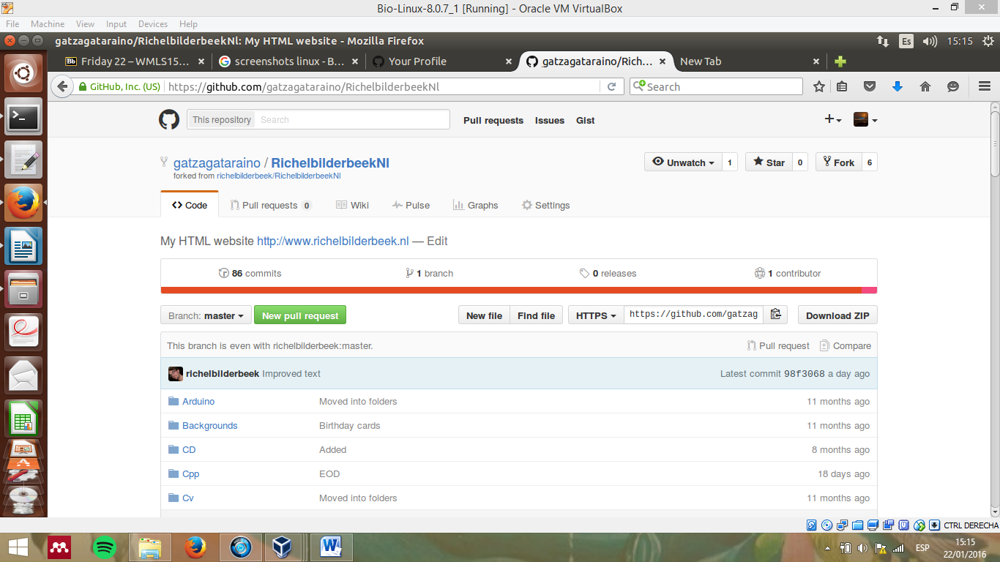 Bio-Linux-8.0.7_1 [Running] - Oracle VM VirtualBox
File Machine View Input Devices Help
gatzagataraino/RichelbilderbeekNl: My HTML website - Mozilla Firefox Es 15:15
Bb Friday 22 – WMLS15… screenshots linux - B… Your Profile gatzagataraino/Rich… New Tab
GitHub, Inc. (US) https://github.com/gatzagataraino/RichelbilderbeekNl Search
This repository Search Pull requests Issues Gist
gatzagataraino / RichelbilderbeekNl Unwatch 1 Star 0 Fork 6
forked from richelbilderbeek/RichelbilderbeekNl
Code Pull requests 0 Wiki Pulse Graphs Settings
My HTML website http://www.richelbilderbeek.nl — Edit
86 commits 1 branch 0 releases 1 contributor
Branch: master New pull request New file Find file HTTPS https://github.com/gatzag Download ZIP
This branch is even with richelbilderbeek:master. Pull request Compare
richelbilderbeek Improved text Latest commit 98f3068 a day ago
Arduino Moved into folders 11 months ago
Backgrounds Birthday cards 11 months ago
CD Added 8 months ago
Cpp EOD 18 days ago
Cv Moved into folders 11 months ago
CTRL DERECHA
ESP 15:15
22/01/2016